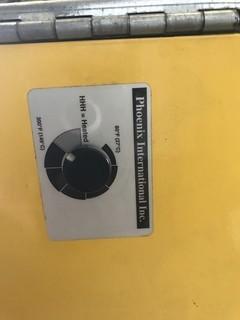 Phoenix International Inc.
80°F (27°C)
HHH = Heated
300°F (149°C)